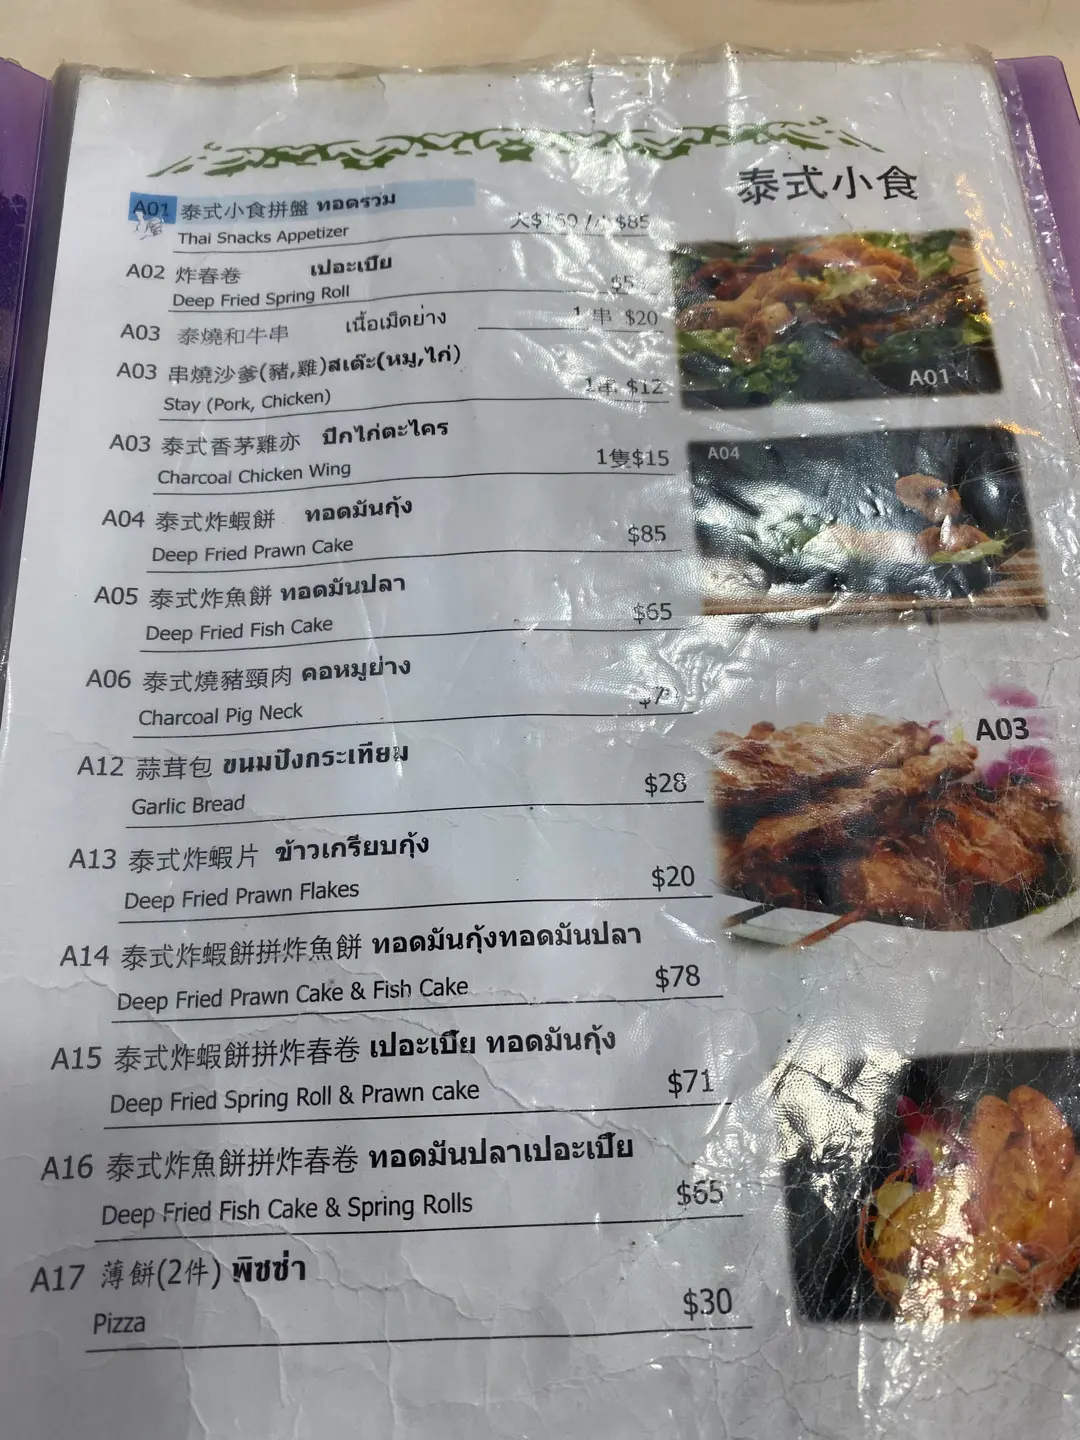 泰式小食
A01 泰式小食拼盤 ทอดรวม
Thai Snacks Appetizer 大$160 /小 $85
A02 炸春卷 เปอะเปี๊ย
Deep Fried Spring Roll $5
A03 泰燒和牛串 เนื้อเม็ดย่าง 1 串 $20
A03 串燒沙爹(豬,雞)สเต๊ะ(หมู,ไก่)
Stay (Pork, Chicken) 1串 $12
A03 泰式香茅雞亦 ปีกไก่ตะไคร
Charcoal Chicken Wing 1隻$15
A04 泰式炸蝦餅 ทอดมันกุ้ง
Deep Fried Prawn Cake $85
A05 泰式炸魚餅 ทอดมันปลา
Deep Fried Fish Cake $65
A06 泰式燒豬頸肉 คอหมูย่าง
Charcoal Pig Neck
A12 蒜茸包 ขนมปังกระเทียม
Garlic Bread $28
A13 泰式炸蝦片 ข้าวเกรียบกุ้ง
Deep Fried Prawn Flakes $20
A14 泰式炸蝦餅拼炸魚餅 ทอดมันกุ้งทอดมันปลา
Deep Fried Prawn Cake & Fish Cake $78
A15 泰式炸蝦餅拼炸春卷 เปอะเปี๊ย ทอดมันกุ้ง
Deep Fried Spring Roll & Prawn cake $71
A16 泰式炸魚餅拼炸春卷 ทอดมันปลาเปอะเปี๊ย
Deep Fried Fish Cake & Spring Rolls $65
A17 薄餅(2件) พิซซ่า
Pizza $30
A01
A04
A03